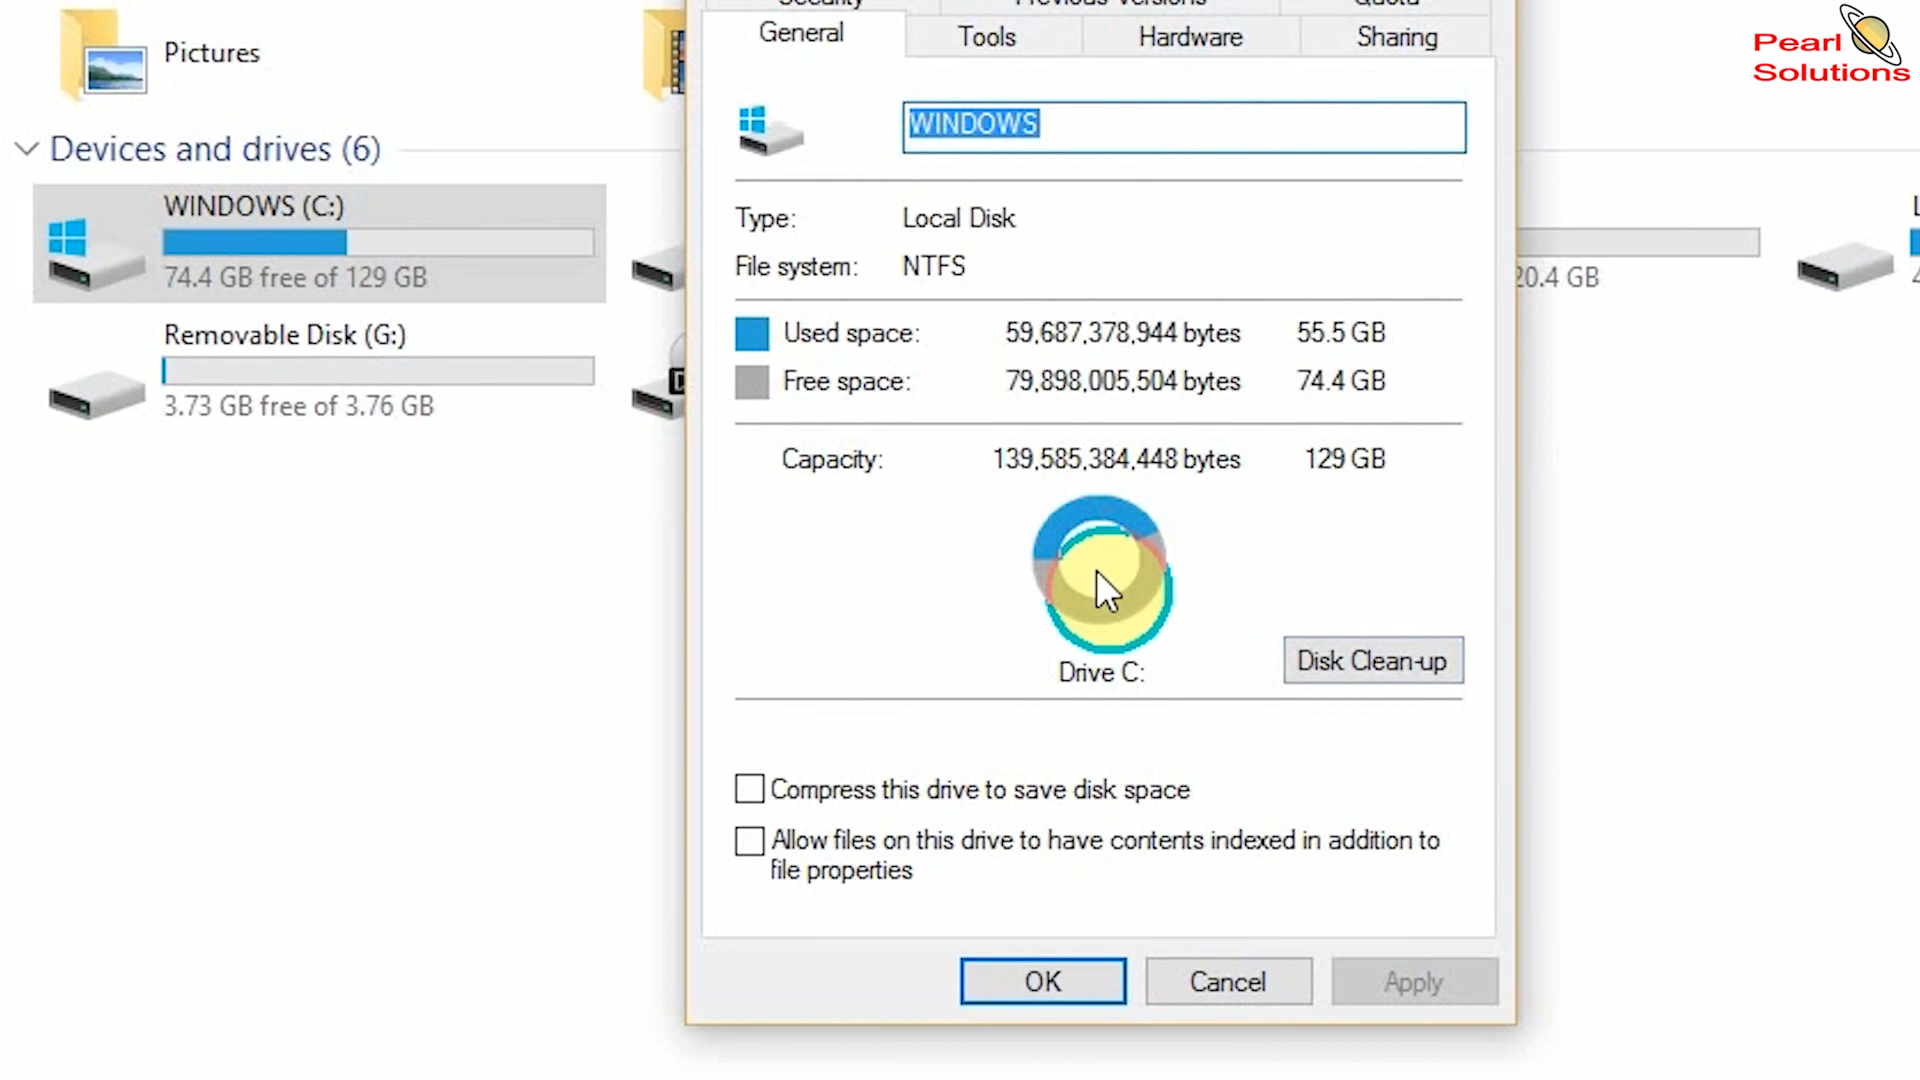 Pictures
Devices and drives (6)
WINDOWS (C:)
74.4 GB free of 129 GB
Removable Disk (G:)
3.73 GB free of 3.76 GB
Security
Previous Versions
Quota
General
Tools
Hardware
Sharing
WINDOWS
Type: Local Disk
File system: NTFS
Used space: 59,687,378,944 bytes 55.5 GB
Free space: 79,898,005,504 bytes 74.4 GB
Capacity: 139,585,384,448 bytes 129 GB
Drive C:
Disk Clean-up
Compress this drive to save disk space
Allow files on this drive to have contents indexed in addition to
file properties
OK
Cancel
Apply
20.4 GB
Pearl
Solutions